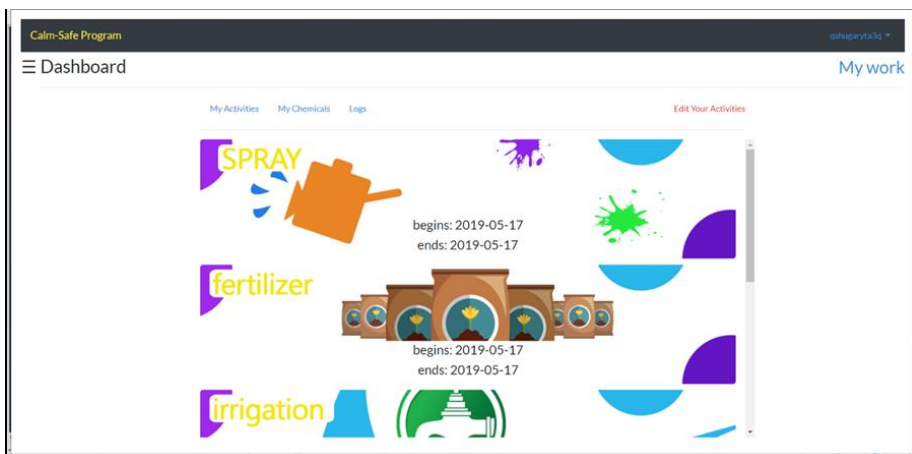 Calm-Safe Program
☰ Dashboard
My work
My Activities My Chemicals Logs Edit Your Activities
SPRAY
begins: 2019-05-17
ends: 2019-05-17
fertilizer
begins: 2019-05-17
ends: 2019-05-17
irrigation